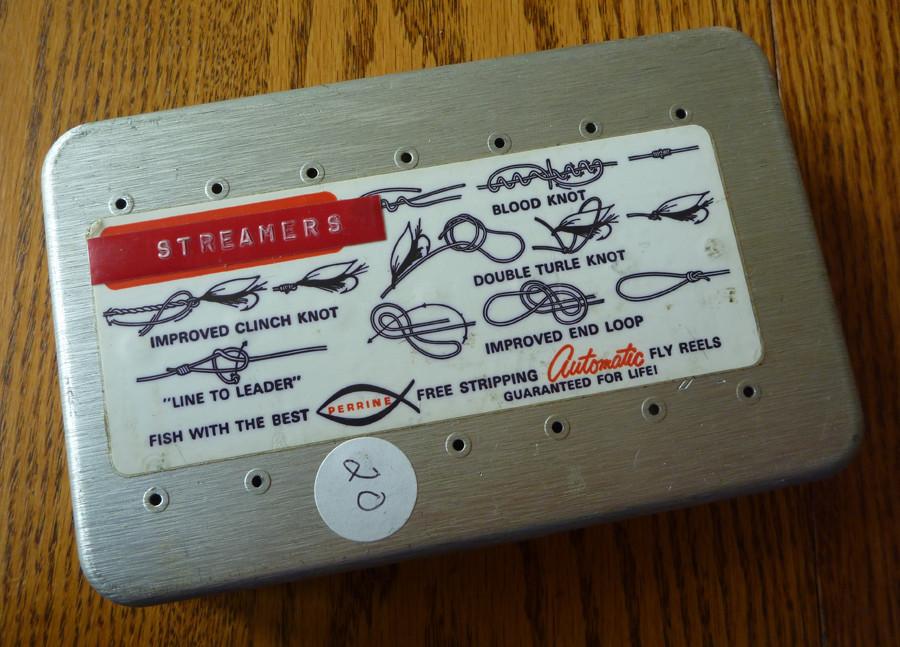 STREAMERS
BLOOD KNOT
DOUBLE TURLE KNOT
IMPROVED CLINCH KNOT
IMPROVED END LOOP
"LINE TO LEADER"
FISH WITH THE BEST PERRINE FREE STRIPPING Automatic FLY REELS
GUARANTEED FOR LIFE!
20